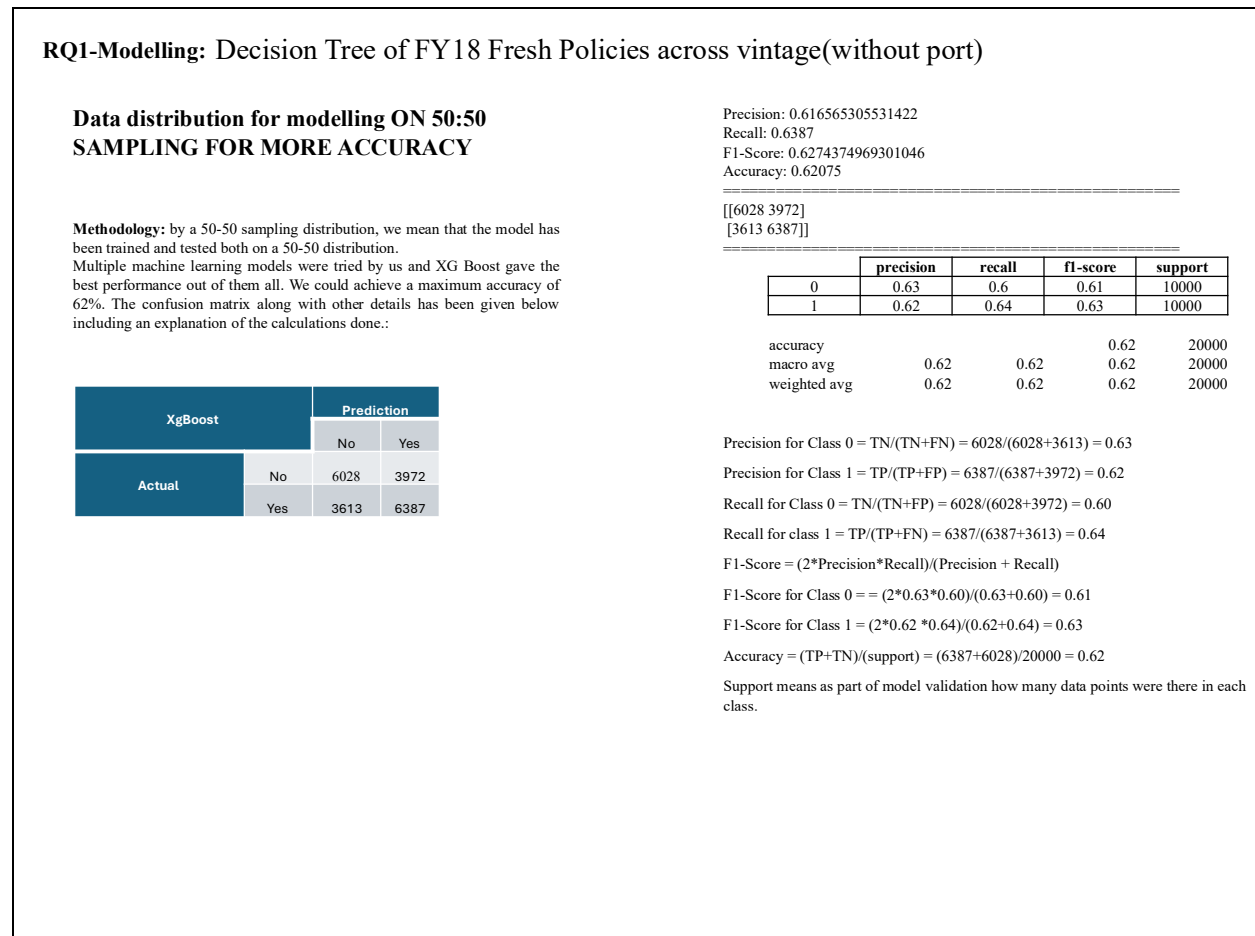 RQ1-Modelling: Decision Tree of FY18 Fresh Policies across vintage(without port)
Data distribution for modelling ON 50:50
SAMPLING FOR MORE ACCURACY
Methodology: by a 50-50 sampling distribution, we mean that the model has
been trained and tested both on a 50-50 distribution.
Multiple machine learning models were tried by us and XG Boost gave the
best performance out of them all. We could achieve a maximum accuracy of
62%. The confusion matrix along with other details has been given below
including an explanation of the calculations done.:
XgBoost Prediction
No Yes
Actual No 6028 3972
Yes 3613 6387
Precision: 0.616565305531422
Recall: 0.6387
F1-Score: 0.6274374969301046
Accuracy: 0.62075
====================================================
[[6028 3972]
[3613 6387]]
====================================================
precision recall f1-score support
0 0.63 0.6 0.61 10000
1 0.62 0.64 0.63 10000
accuracy 0.62 20000
macro avg 0.62 0.62 0.62 20000
weighted avg 0.62 0.62 0.62 20000
Precision for Class 0 = TN/(TN+FN) = 6028/(6028+3613) = 0.63
Precision for Class 1 = TP/(TP+FP) = 6387/(6387+3972) = 0.62
Recall for Class 0 = TN/(TN+FP) = 6028/(6028+3972) = 0.60
Recall for class 1 = TP/(TP+FN) = 6387/(6387+3613) = 0.64
F1-Score = (2*Precision*Recall)/(Precision + Recall)
F1-Score for Class 0 = = (2*0.63*0.60)/(0.63+0.60) = 0.61
F1-Score for Class 1 = (2*0.62 *0.64)/(0.62+0.64) = 0.63
Accuracy = (TP+TN)/(support) = (6387+6028)/20000 = 0.62
Support means as part of model validation how many data points were there in each
class.